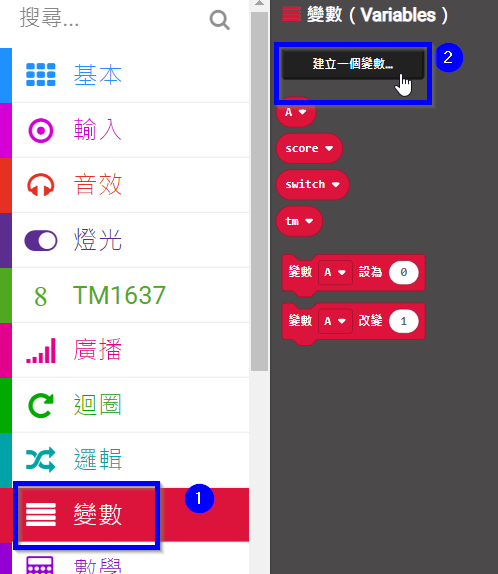 搜尋...
基本
輸入
音效
燈光
8 TM1637
廣播
迴圈
邏輯
變數
1
數學
變數（Variables）
建立一個變數...
2
A
score
switch
tm
變數 A 設為 0
變數 A 改變 1